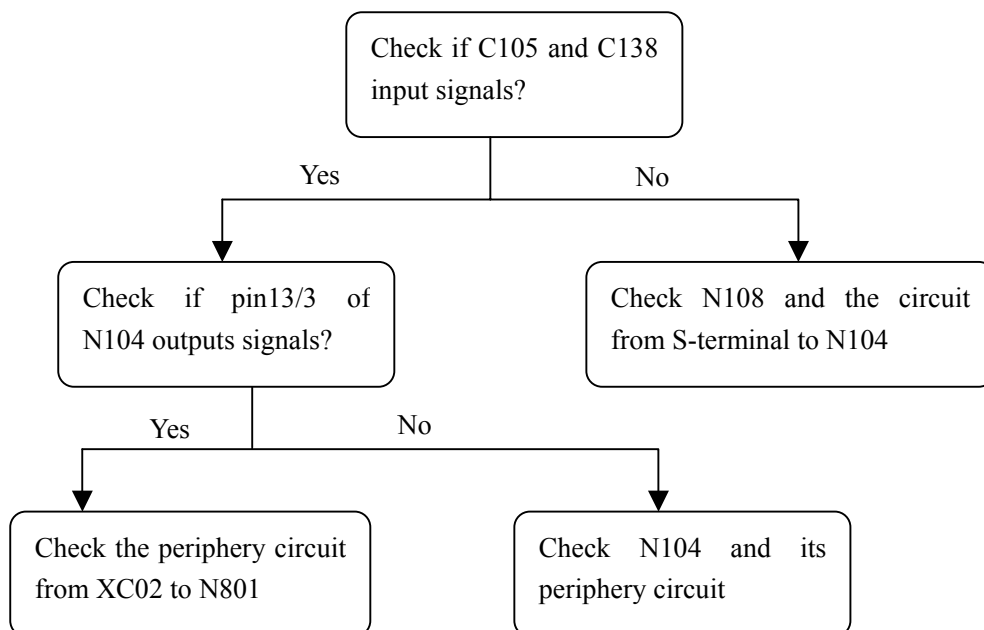 Check if C105 and C138
input signals?
Yes
No
Check if pin13/3 of
N104 outputs signals?
Check N108 and the circuit
from S-terminal to N104
Yes
No
Check the periphery circuit
from XC02 to N801
Check N104 and its
periphery circuit